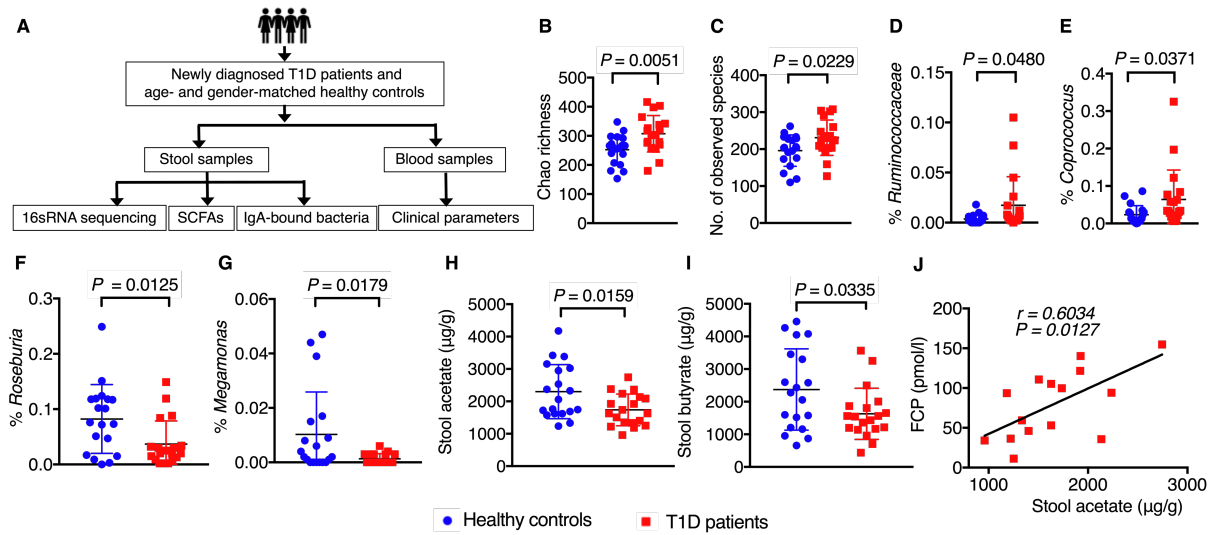 A
Newly diagnosed T1D patients and
age- and gender-matched healthy controls
Stool samples
Blood samples
16sRNA sequencing
SCFAs
IgA-bound bacteria
Clinical parameters
B
P = 0.0051
Chao richness
500
400
300
200
100
0
C
P = 0.0229
No. of observed species
400
300
200
100
0
D
P = 0.0480
% Ruminococcaceae
0.15
0.10
0.05
0.00
E
P = 0.0371
% Coprococcus
0.4
0.3
0.2
0.1
0.0
F
P = 0.0125
% Roseburia
0.3
0.2
0.1
0.0
G
P = 0.0179
% Megamonas
0.06
0.04
0.02
0.00
H
P = 0.0159
Stool acetate (µg/g)
5000
4000
3000
2000
1000
0
I
P = 0.0335
Stool butyrate (µg/g)
5000
4000
3000
2000
1000
0
J
r = 0.6034
P = 0.0127
FCP (pmol/l)
200
150
100
50
0
1000 2000 3000
Stool acetate (µg/g)
Healthy controls
T1D patients